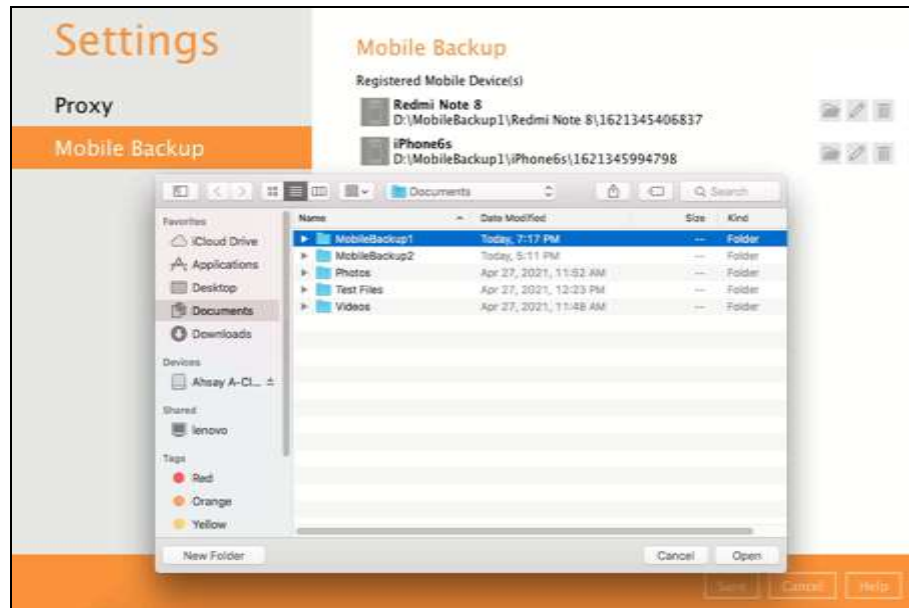 Settings
Proxy
Mobile Backup
Mobile Backup
Registered Mobile Device(s)
Redmi Note 8
D:\MobileBackup1\Redmi Note 8\1621345406837
iPhone6s
D:\MobileBackup1\iPhone6s\1621345994798
Documents
Search
Favorites
iCloud Drive
Applications
Desktop
Documents
Downloads
Devices
Ahsay A-Cl...
Shared
lenovo
Tags
Red
Orange
Yellow
Name Date Modified Size Kind
MobileBackup1 Today, 7:17 PM -- Folder
MobileBackup2 Today, 5:11 PM -- Folder
Photos Apr 27, 2021, 11:52 AM -- Folder
Test Files Apr 27, 2021, 12:23 PM -- Folder
Videos Apr 27, 2021, 11:48 AM -- Folder
New Folder Cancel Open
Save Cancel Help